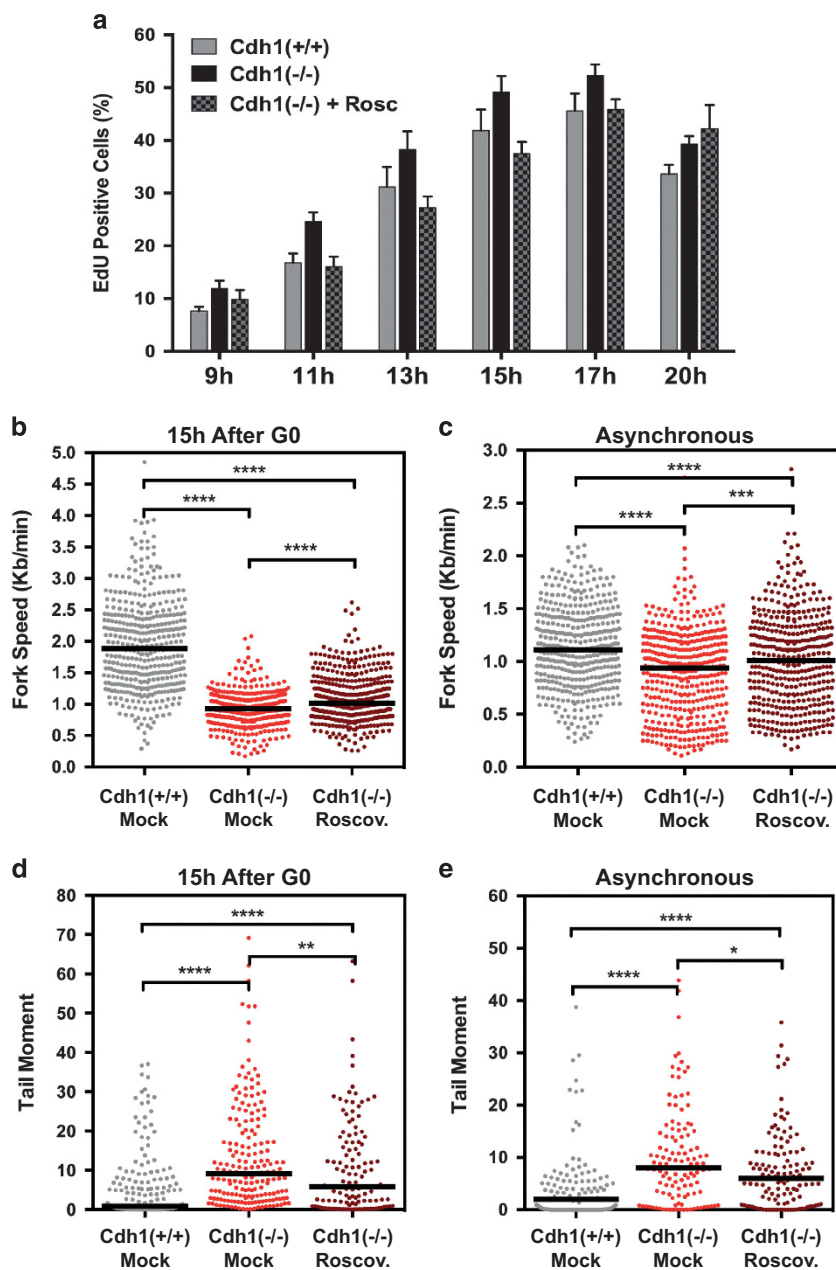 a
Cdh1(+/+)
Cdh1(-/-)
Cdh1(-/-) + Rosc
EdU Positive Cells (%)
60
50
40
30
20
10
0
9h 11h 13h 15h 17h 20h
b
15h After G0
Fork Speed (Kb/min)
5.0
4.5
4.0
3.5
3.0
2.5
2.0
1.5
1.0
0.5
0.0
****
****
****
Cdh1(+/+) Cdh1(-/-) Cdh1(-/-)
Mock Mock Roscov.
c
Asynchronous
Fork Speed (Kb/min)
3.0
2.5
2.0
1.5
1.0
0.5
0.0
****
****
***
Cdh1(+/+) Cdh1(-/-) Cdh1(-/-)
Mock Mock Roscov.
d
15h After G0
Tail Moment
80
70
60
50
40
30
20
10
0
****
****
**
Cdh1(+/+) Cdh1(-/-) Cdh1(-/-)
Mock Mock Roscov.
e
Asynchronous
Tail Moment
60
50
40
30
20
10
0
****
****
*
Cdh1(+/+) Cdh1(-/-) Cdh1(-/-)
Mock Mock Roscov.